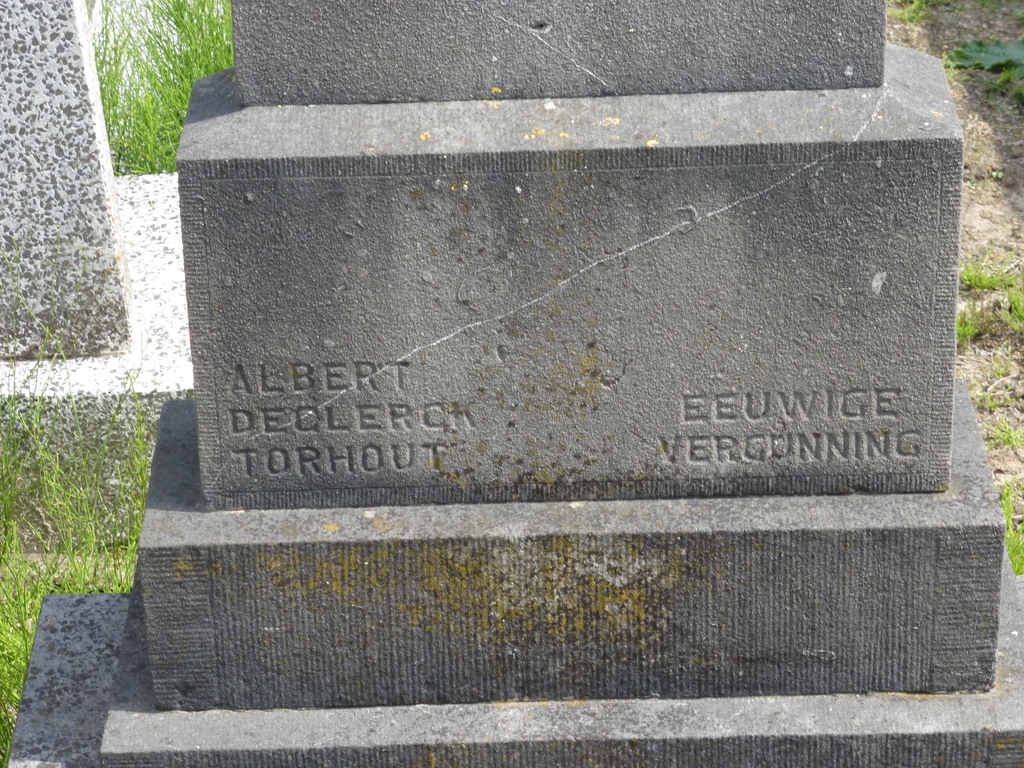 ALBERT
DECLERCK
TORHOUT
EEUWIGE
VERGUNNING